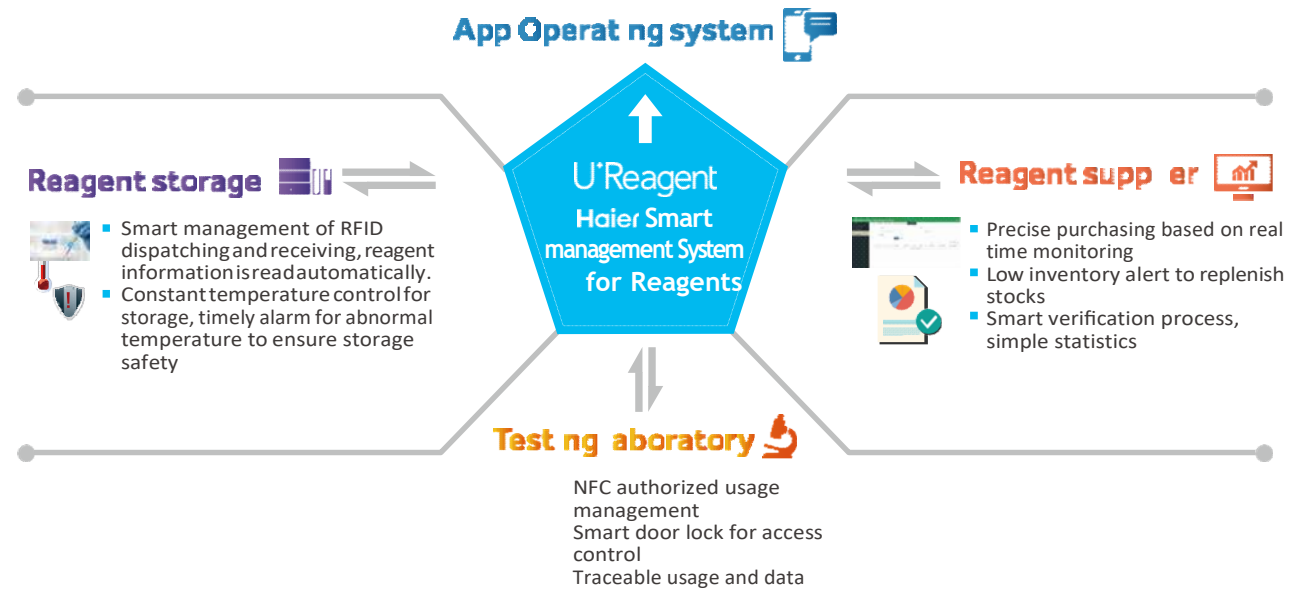 App Operat ng system
U+Reagent
Haier Smart
management System
for Reagents
Reagent storage
Smart management of RFID
dispatching and receiving, reagent
information is read automatically.
Constant temperature control for
storage, timely alarm for abnormal
temperature to ensure storage
safety
Reagent supp er
Precise purchasing based on real
time monitoring
Low inventory alert to replenish
stocks
Smart verification process,
simple statistics
Test ng aboratory
NFC authorized usage
management
Smart door lock for access
control
Traceable usage and data